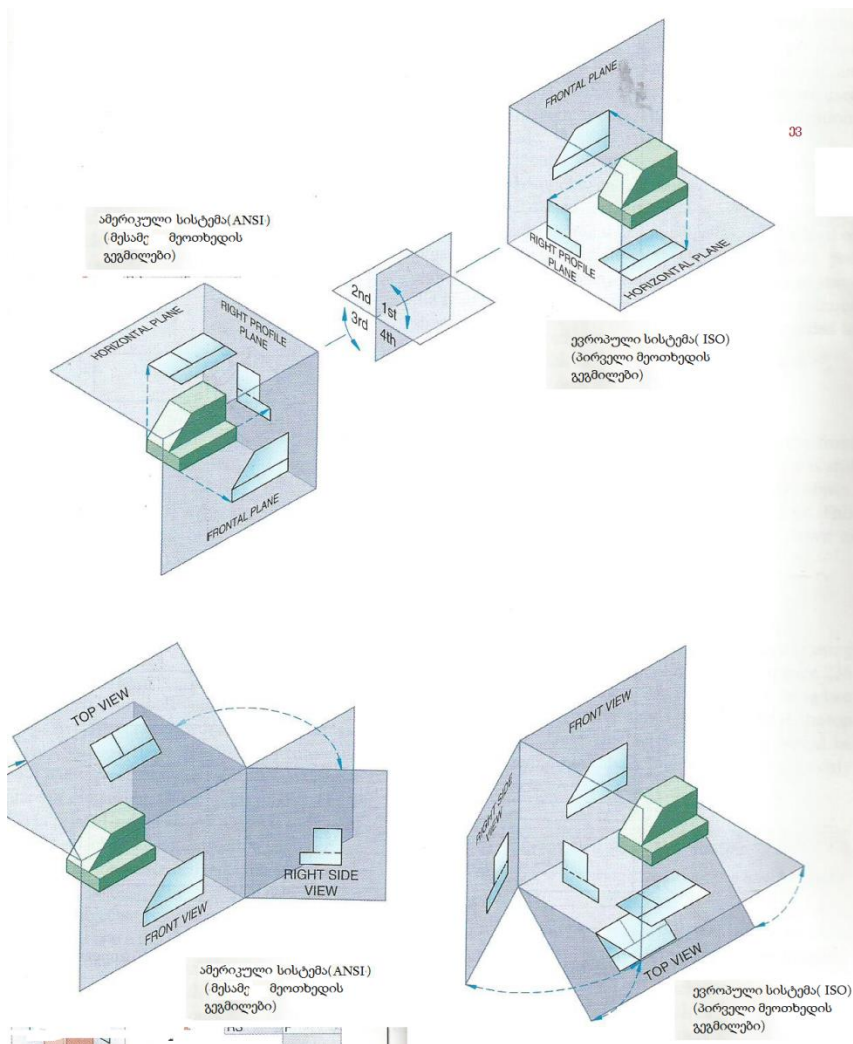 FRONTAL PLANE
ევ
ამერიკული სისტემა(ANSI)
(მესამე მეოთხედის
გეგმილები)
RIGHT PROFILE
PLANE
HORIZONTAL PLANE
2nd
1st
3rd
4th
HORIZONTAL PLANE
RIGHT PROFILE
PLANE
ევროპული სისტემა( ISO)
(პირველი მეოთხედის
გეგმილები)
FRONTAL PLANE
TOP VIEW
FRONT VIEW
RIGHT SIDE
VIEW
RIGHT SIDE
VIEW
FRONT VIEW
TOP VIEW
ამერიკული სისტემა(ANSI)
(მესამე მეოთხედის
გეგმილები)
ევროპული სისტემა( ISO)
(პირველი მეოთხედის
გეგმილები)